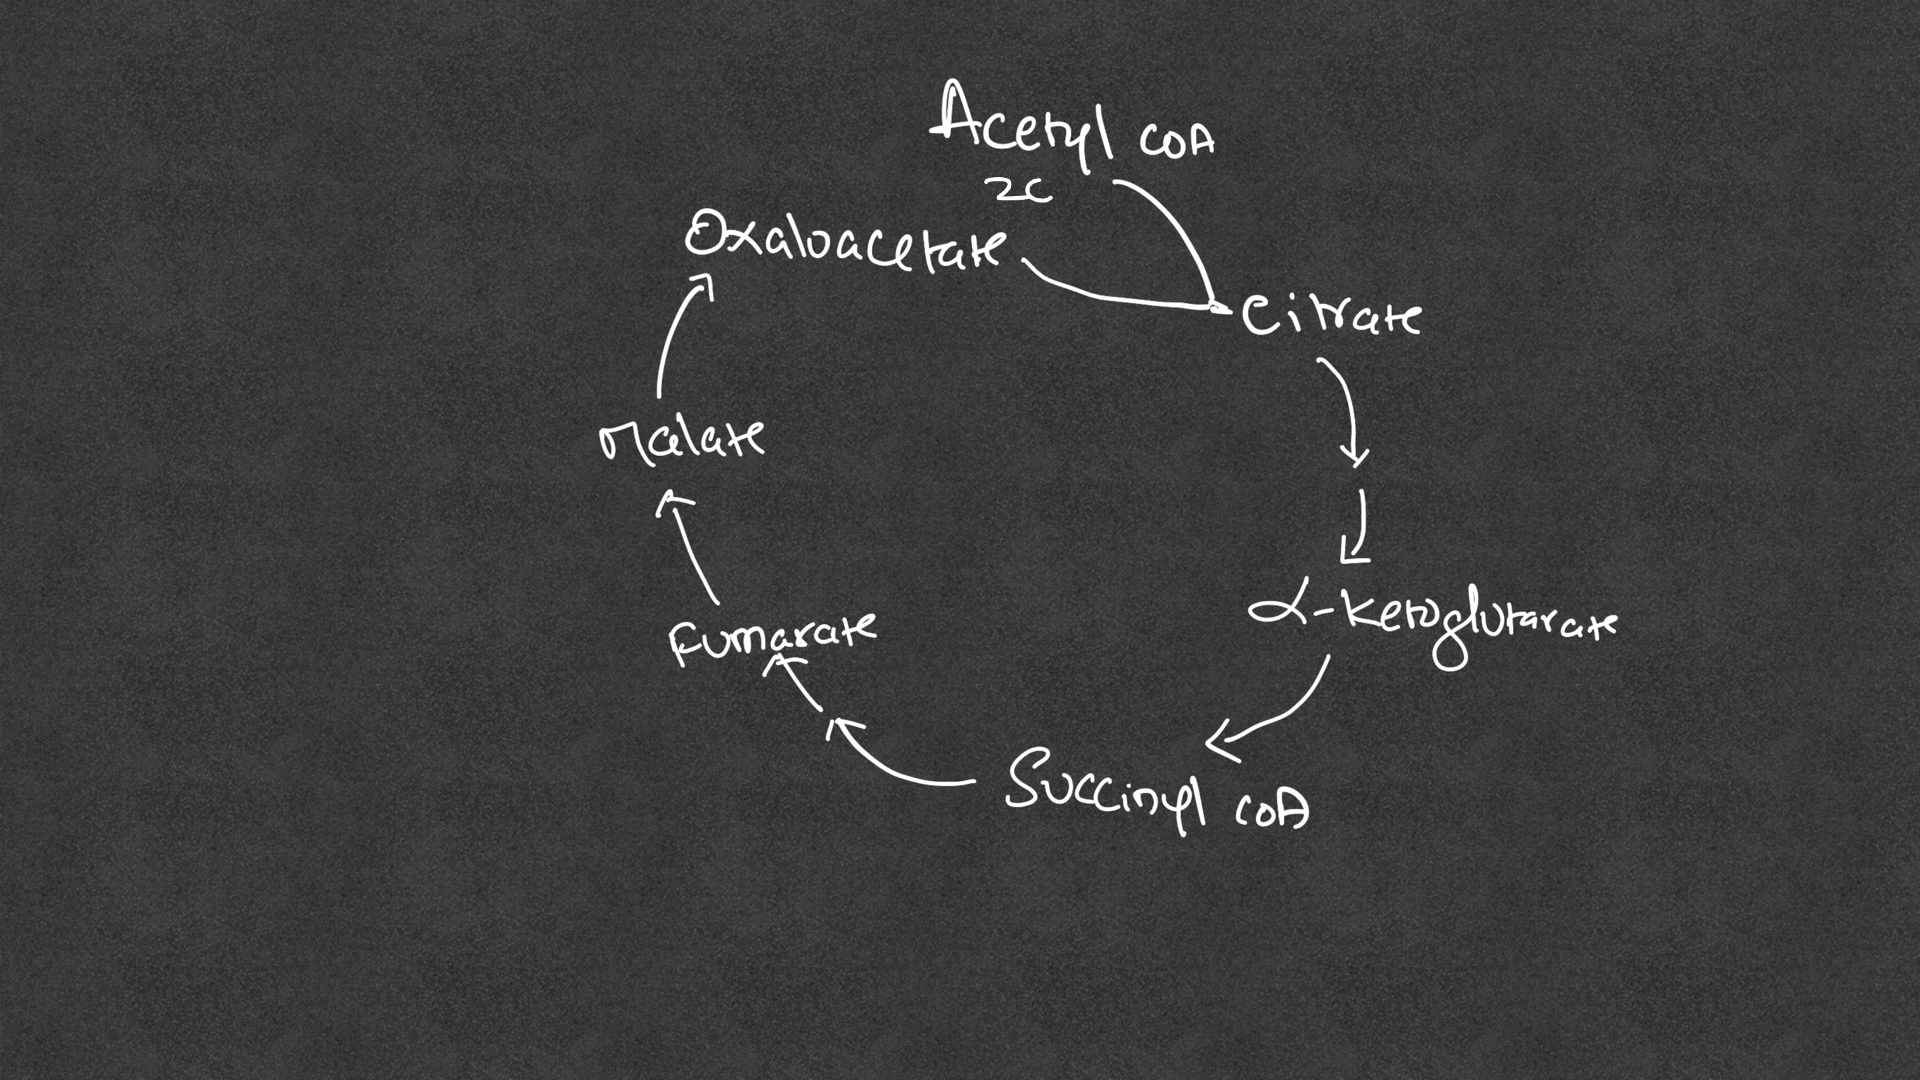 Acetyl COA
2C
Oxaloacetate
Citrate
Malate
α-Ketoglutarate
Fumarate
Succinyl COA